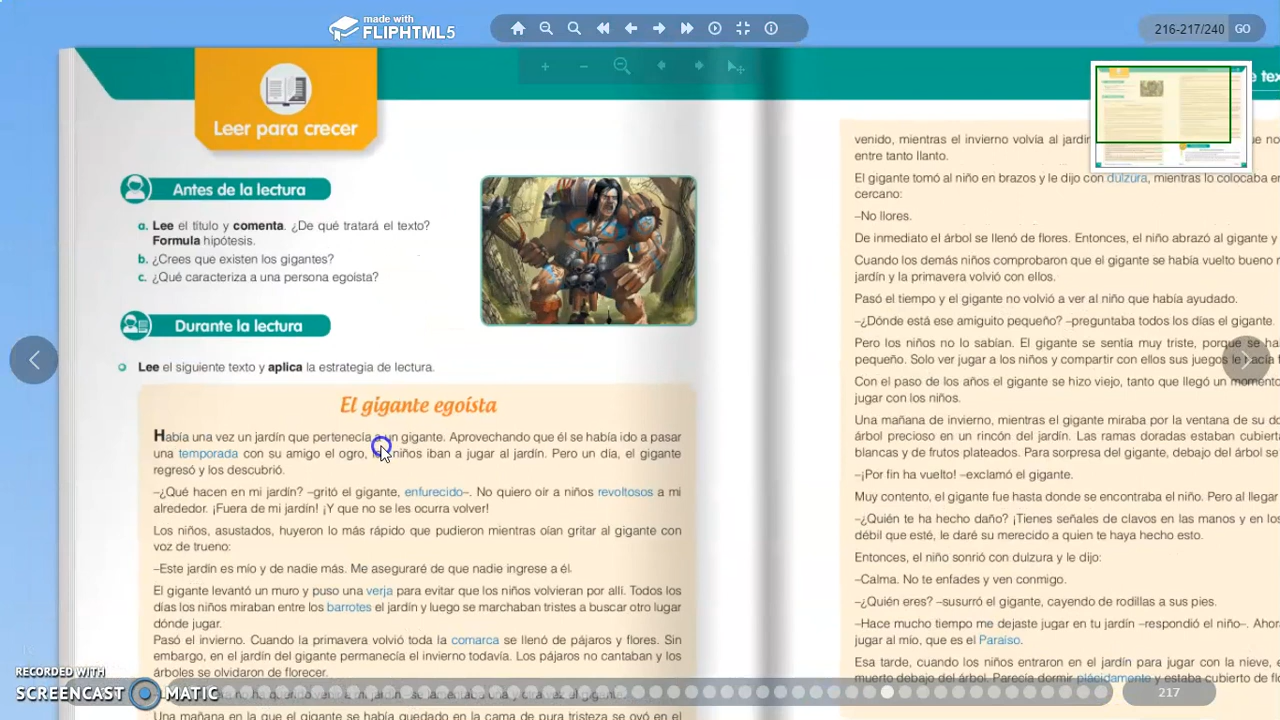 made with
FLIPHTML5
216-217/240
GO
Leer para crecer
Antes de la lectura
a. Lee el título y comenta. ¿De qué tratará el texto?
Formula hipótesis.
b. ¿Crees que existen los gigantes?
c. ¿Qué caracteriza a una persona egoísta?
Durante la lectura
Lee el siguiente texto y aplica la estrategia de lectura.
El gigante egoísta
Había una vez un jardín que pertenecía a un gigante. Aprovechando que él se había ido a pasar
una temporada con su amigo el ogro, los niños iban a jugar al jardín. Pero un día, el gigante
regresó y los descubrió.
–¿Qué hacen en mi jardín? –gritó el gigante, enfurecido–. No quiero oír a niños revoltosos a mi
alrededor. ¡Fuera de mi jardín! ¡Y que no se les ocurra volver!
Los niños, asustados, huyeron lo más rápido que pudieron mientras oían gritar al gigante con
voz de trueno:
–Este jardín es mío y de nadie más. Me aseguraré de que nadie ingrese a él.
El gigante levantó un muro y puso una verja para evitar que los niños volvieran por allí. Todos los
días los niños miraban entre los barrotes el jardín y luego se marchaban tristes a buscar otro lugar
dónde jugar.
Pasó el invierno. Cuando la primavera volvió toda la comarca se llenó de pájaros y flores. Sin
embargo, en el jardín del gigante permanecía el invierno todavía. Los pájaros no cantaban y los
árboles se olvidaron de florecer.
Una mañana en la que el gigante se había quedado en la cama de pura tristeza se oyó en el
e te
venido, mientras el invierno volvía al jardín
entre tanto llanto.
El gigante tomó al niño en brazos y le dijo con dulzura, mientras lo colocaba en
cercano:
–No llores.
De inmediato el árbol se llenó de flores. Entonces, el niño abrazó al gigante y
Cuando los demás niños comprobaron que el gigante se había vuelto bueno
jardín y la primavera volvió con ellos.
Pasó el tiempo y el gigante no volvió a ver al niño que había ayudado.
–¿Dónde está ese amiguito pequeño? –preguntaba todos los días el gigante.
Pero los niños no lo sabían. El gigante se sentía muy triste, porque se
pequeño. Solo ver jugar a los niños y compartir con ellos sus juegos le hacía
Con el paso de los años el gigante se hizo viejo, tanto que llegó un momento
jugar con los niños.
Una mañana de invierno, mientras el gigante miraba por la ventana de su
árbol precioso en un rincón del jardín. Las ramas doradas estaban
blancas y de frutos plateados. Para sorpresa del gigante, debajo del árbol se
–¡Por fin ha vuelto! –exclamó el gigante.
Muy contento, el gigante fue hasta donde se encontraba el niño. Pero al llegar
–¿Quién te ha hecho daño? ¡Tienes señales de clavos en las manos y en los
débil que esté, le daré su merecido a quien te haya hecho esto.
Entonces, el niño sonrió con dulzura y le dijo:
–Calma. No te enfades y ven conmigo.
–¿Quién eres? –susurró el gigante, cayendo de rodillas a sus pies.
–Hace mucho tiempo me dejaste jugar en tu jardín –respondió el niño–.
jugar al mío, que es el Paraíso.
Esa tarde, cuando los niños entraron en el jardín para jugar con la nieve,
muerto debajo del árbol. Parecía dormir plácidamente y estaba cubierto de
RECORDED WITH
SCREENCAST MATIC
217